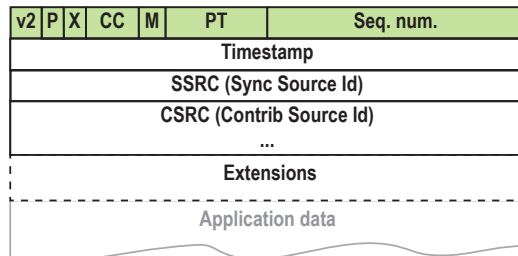 v2 P X CC M PT Seq. num.
Timestamp
SSRC (Sync Source Id)
CSRC (Contrib Source Id)
...
Extensions
Application data